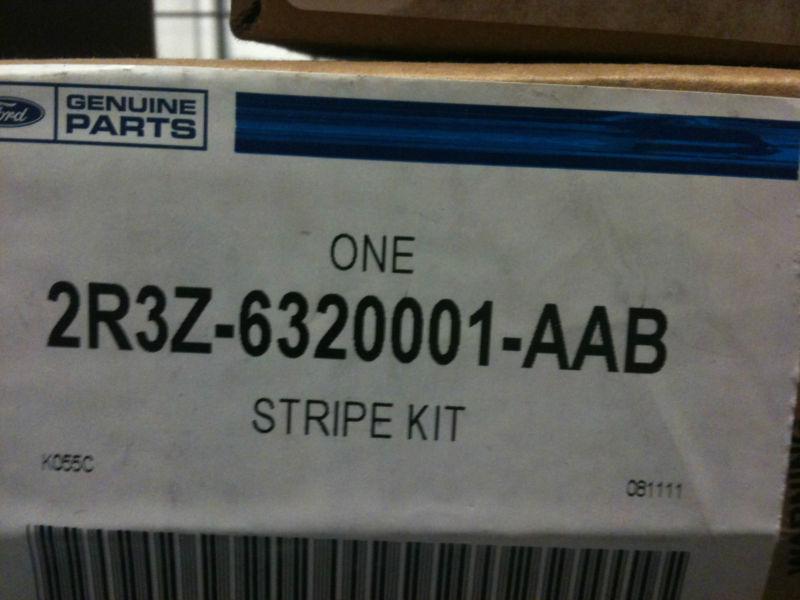 Ford
GENUINE
PARTS
ONE
2R3Z-6320001-AAB
STRIPE KIT
K055C
081111